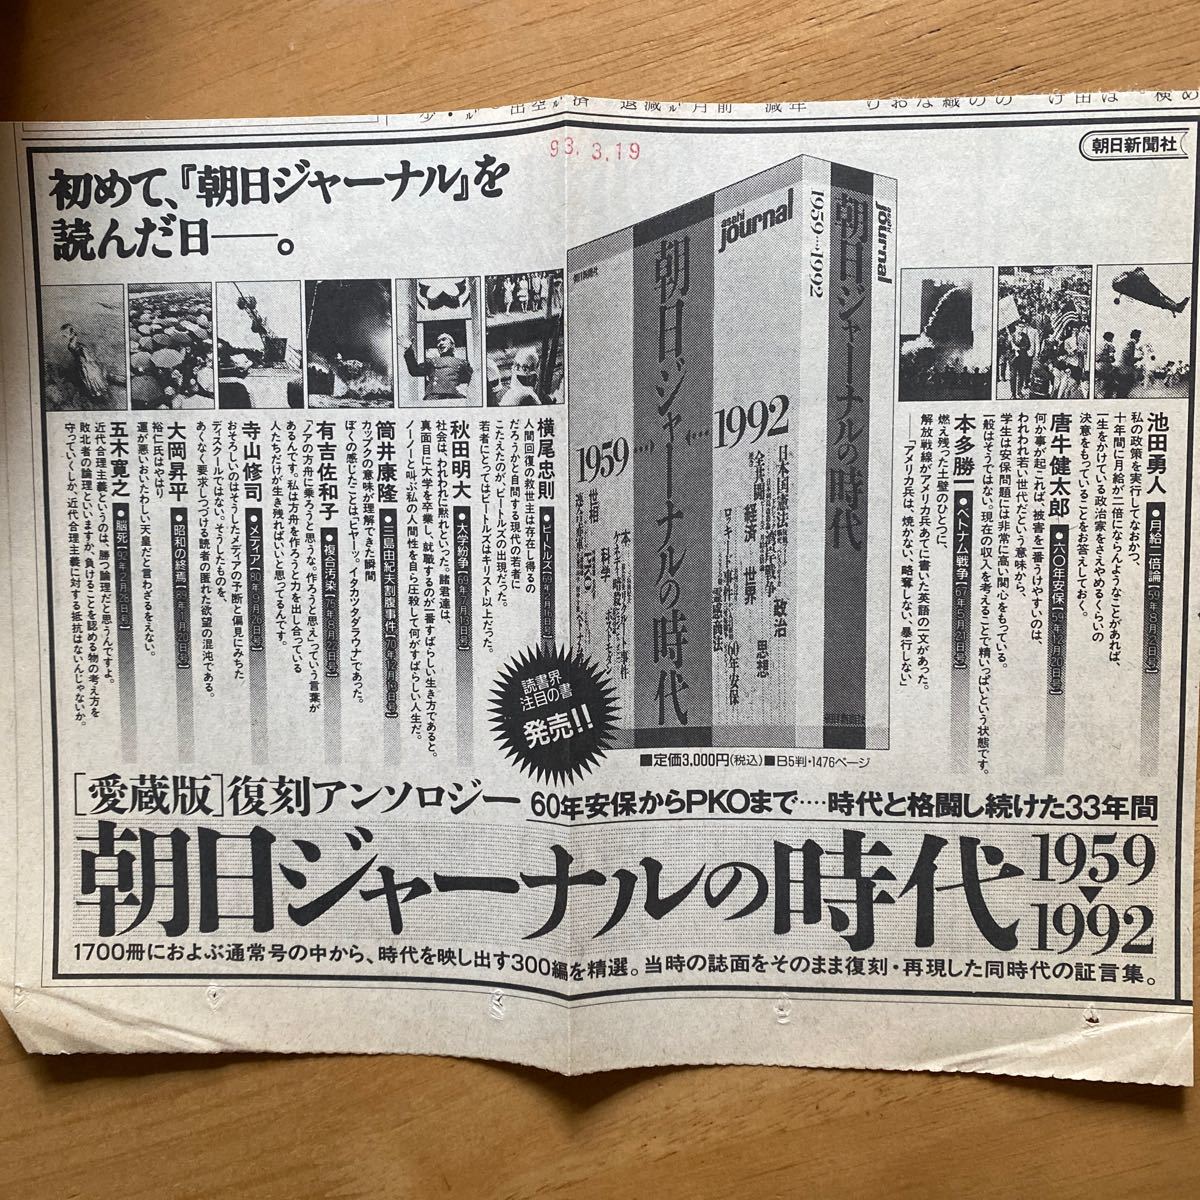 93.3.19
朝日新聞社
初めて、『朝日ジャーナル』を
読んだ日──。
池田勇人
●月給二倍論
私の政策を実行してなおかつ、
十年間に月給が二倍にならんようなことがあれば、
一生をかけている政治家をさえやめるくらいの
決意をもっていることをお答えしておく。
唐牛健太郎
●六〇年安保
何か事が起これば被害を一番うけやすいのは、
われわれ若い世代だという意味から、
学生は安保問題には非常に高い関心をもっている。
一般はそうではない。現在の収入を考えることで精いっぱいという状態です。
本多勝一
●ベトナム戦争
燃え残った土壁のひとつに、
解放戦線がアメリカ兵あてに書いた英語の一文があった。
──「アメリカ兵は、焼かない、略奪しない、暴行しない」
asahi
journal
朝日ジャーナルの時代
1959…1992
朝日新聞社
asahi
journal
朝日ジャーナルの時代
1959
1992
日本国憲法
政治
全共闘
経済
世界
思想
60年安保
世相
科学
朝日新聞社
横尾忠則
●ビートルズ
人間回復の救世主は存在し得るの
だろうかと自問する現代の若者に
こたえたのが、ビートルズの出現だった。
若者にとってはビートルズはキリスト以上だった。
秋田明大
●大学紛争
社会は、われわれに黙れといった。諸君達は、
真面目に大学を卒業し、就職するのが一番すばらしい生き方であると。
ノーノーと叫ぶ私の人間性を自ら圧殺して何がすばらしい人生だ。
筒井康隆
●三島由紀夫割腹事件
カップクの意味が理解できた瞬間
ぼくの感じたことは、「ヒヤーッ。イタカッタダラウナ」であった。
有吉佐和子
●複合汚染
「ノアの方舟に乗ろうと思うな。作ろうと思え」っていう言葉が
あるんです。私は方舟を作ろうと力を出し合っている
人たちだけが生き残ればいいと思ってるんです。
寺山修司
●メディア
おそろしいのはそうしたメディアの予断と偏見にみちた
ディスクールではない。そうしたものを、
あくなく要求しつづける読者の匿れた欲望の混沌である。
大岡昇平
●昭和の終焉
裕仁氏はやはり
運が悪いおいたわしい天皇だと言わざるをえない。
五木寛之
●脳死
近代合理主義というのは、勝つ論理だと思うんですよ。
敗北者の論理といいますか、負けることを認める物の考え方を
守っていくしか、近代合理主義に対する抵抗はないんじゃないか。
読書界
注目の書
発売!!
■定価3,000円(税込)■B5判・1476ページ
[愛蔵版]復刻アンソロジー
60年安保からPKOまで‥‥時代と格闘し続けた33年間
朝日ジャーナルの時代
1959
▼
1992
1700冊におよぶ通常号の中から、時代を映し出す300編を精選。当時の誌面をそのまま復刻・再現した同時代の証言集。